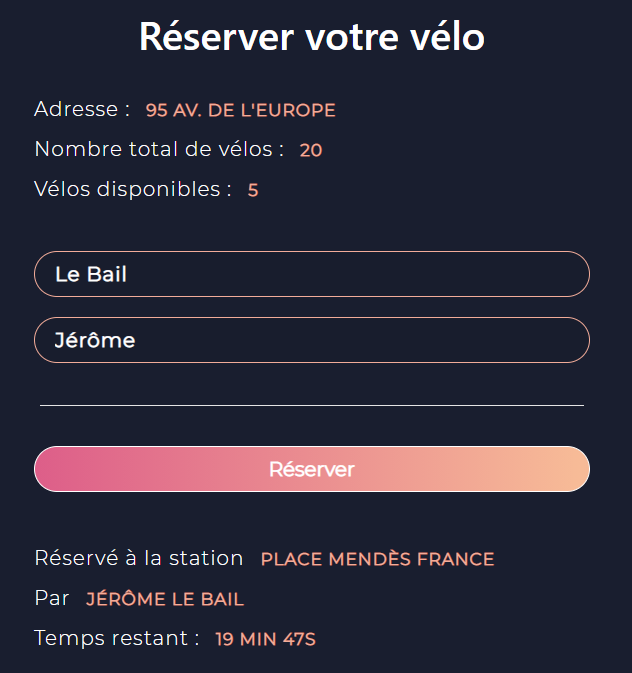 Réserver votre vélo
Adresse : 95 AV. DE L'EUROPE
Nombre total de vélos : 20
Vélos disponibles : 5
Le Bail
Jérôme
Réserver
Réservé à la station PLACE MENDÈS FRANCE
Par JÉRÔME LE BAIL
Temps restant : 19 MIN 47S